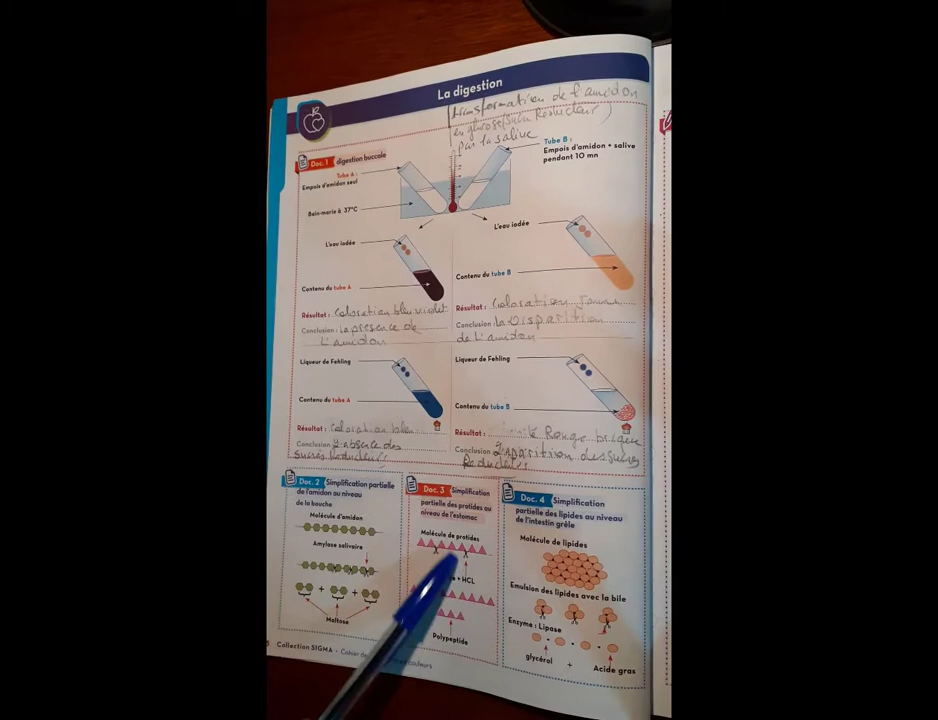 La digestion
(transformation de l'amidon
en glucose (sucre Réducteur)
par la salive
Doc. 1 digestion buccale
Tube A :
Empois d'amidon seul
Tube B :
Empois d'amidon + salive
pendant 10 mn
Bain-marie à 37°C
L'eau iodée
L'eau iodée
Contenu du tube A
Contenu du tube B
Résultat : Coloration bleu violet
Conclusion : La présence de
L'amidon
Résultat : Coloration
Conclusion : La Disparition
de L'amidon
Liqueur de Fehling
Liqueur de Fehling
Contenu du tube A
Contenu du tube B
Résultat : Coloration bleu
Conclusion L'absence des
sucres Réducteurs
Résultat : Rouge brique
Conclusion L'apparition des sucres
Réducteurs
Doc. 2 Simplification partielle
de l'amidon au niveau
de la bouche
Molécule d'amidon
Amylase salivaire
Maltose
Doc. 3 Simplification
partielle des protides au
niveau de l'estomac
Molécule de protides
+ HCL
Polypeptide
Doc. 4 Simplification
partielle des lipides au niveau
de l'intestin grêle
Molécule de lipides
Emulsion des lipides avec la bile
Enzyme : Lipase
glycérol + Acide gras
Collection SIGMA - Cahier de en couleurs